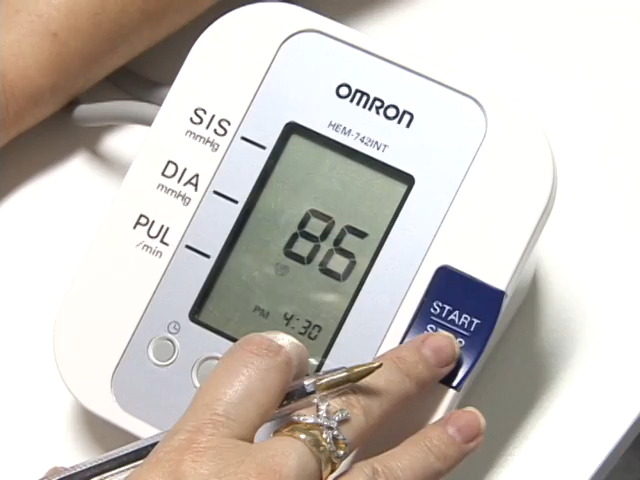 OMRON
HEM-742INT
SIS
mmHg
DIA
mmHg
PUL
/min
86
PM 4:30
START